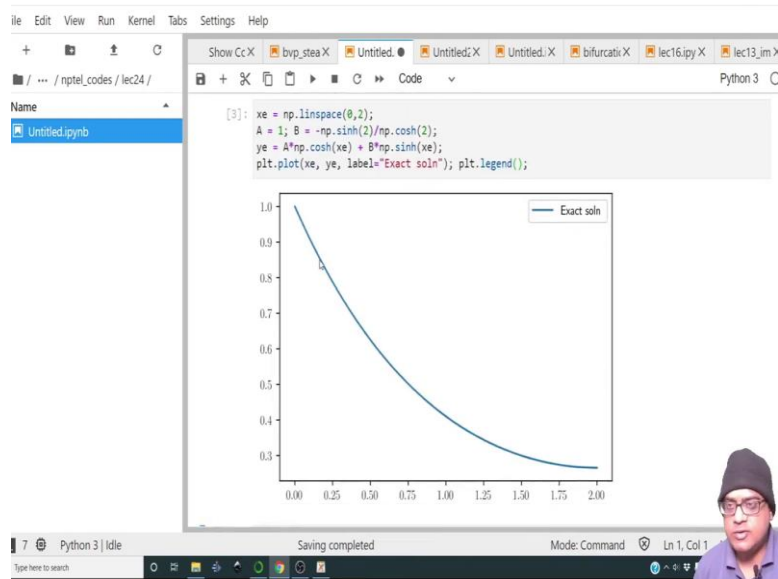 ile Edit View Run Kernel Tabs Settings Help
Show Cc X bvp_stea X Untitled. Untitled2 X Untitled. X bifurcatic X lec16.ipy X lec13_im X
/ ··· / nptel_codes / lec24 /
Code
Python 3
Name
Untitled.ipynb
[3]: xe = np.linspace(0,2);
A = 1; B = -np.sinh(2)/np.cosh(2);
ye = A*np.cosh(xe) + B*np.sinh(xe);
plt.plot(xe, ye, label="Exact soln"); plt.legend();
Exact soln
1.0
0.9
0.8
0.7
0.6
0.5
0.4
0.3
0.00 0.25 0.50 0.75 1.00 1.25 1.50 1.75 2.00
7 Python 3 | Idle Saving completed Mode: Command Ln 1, Col 1
Type here to search